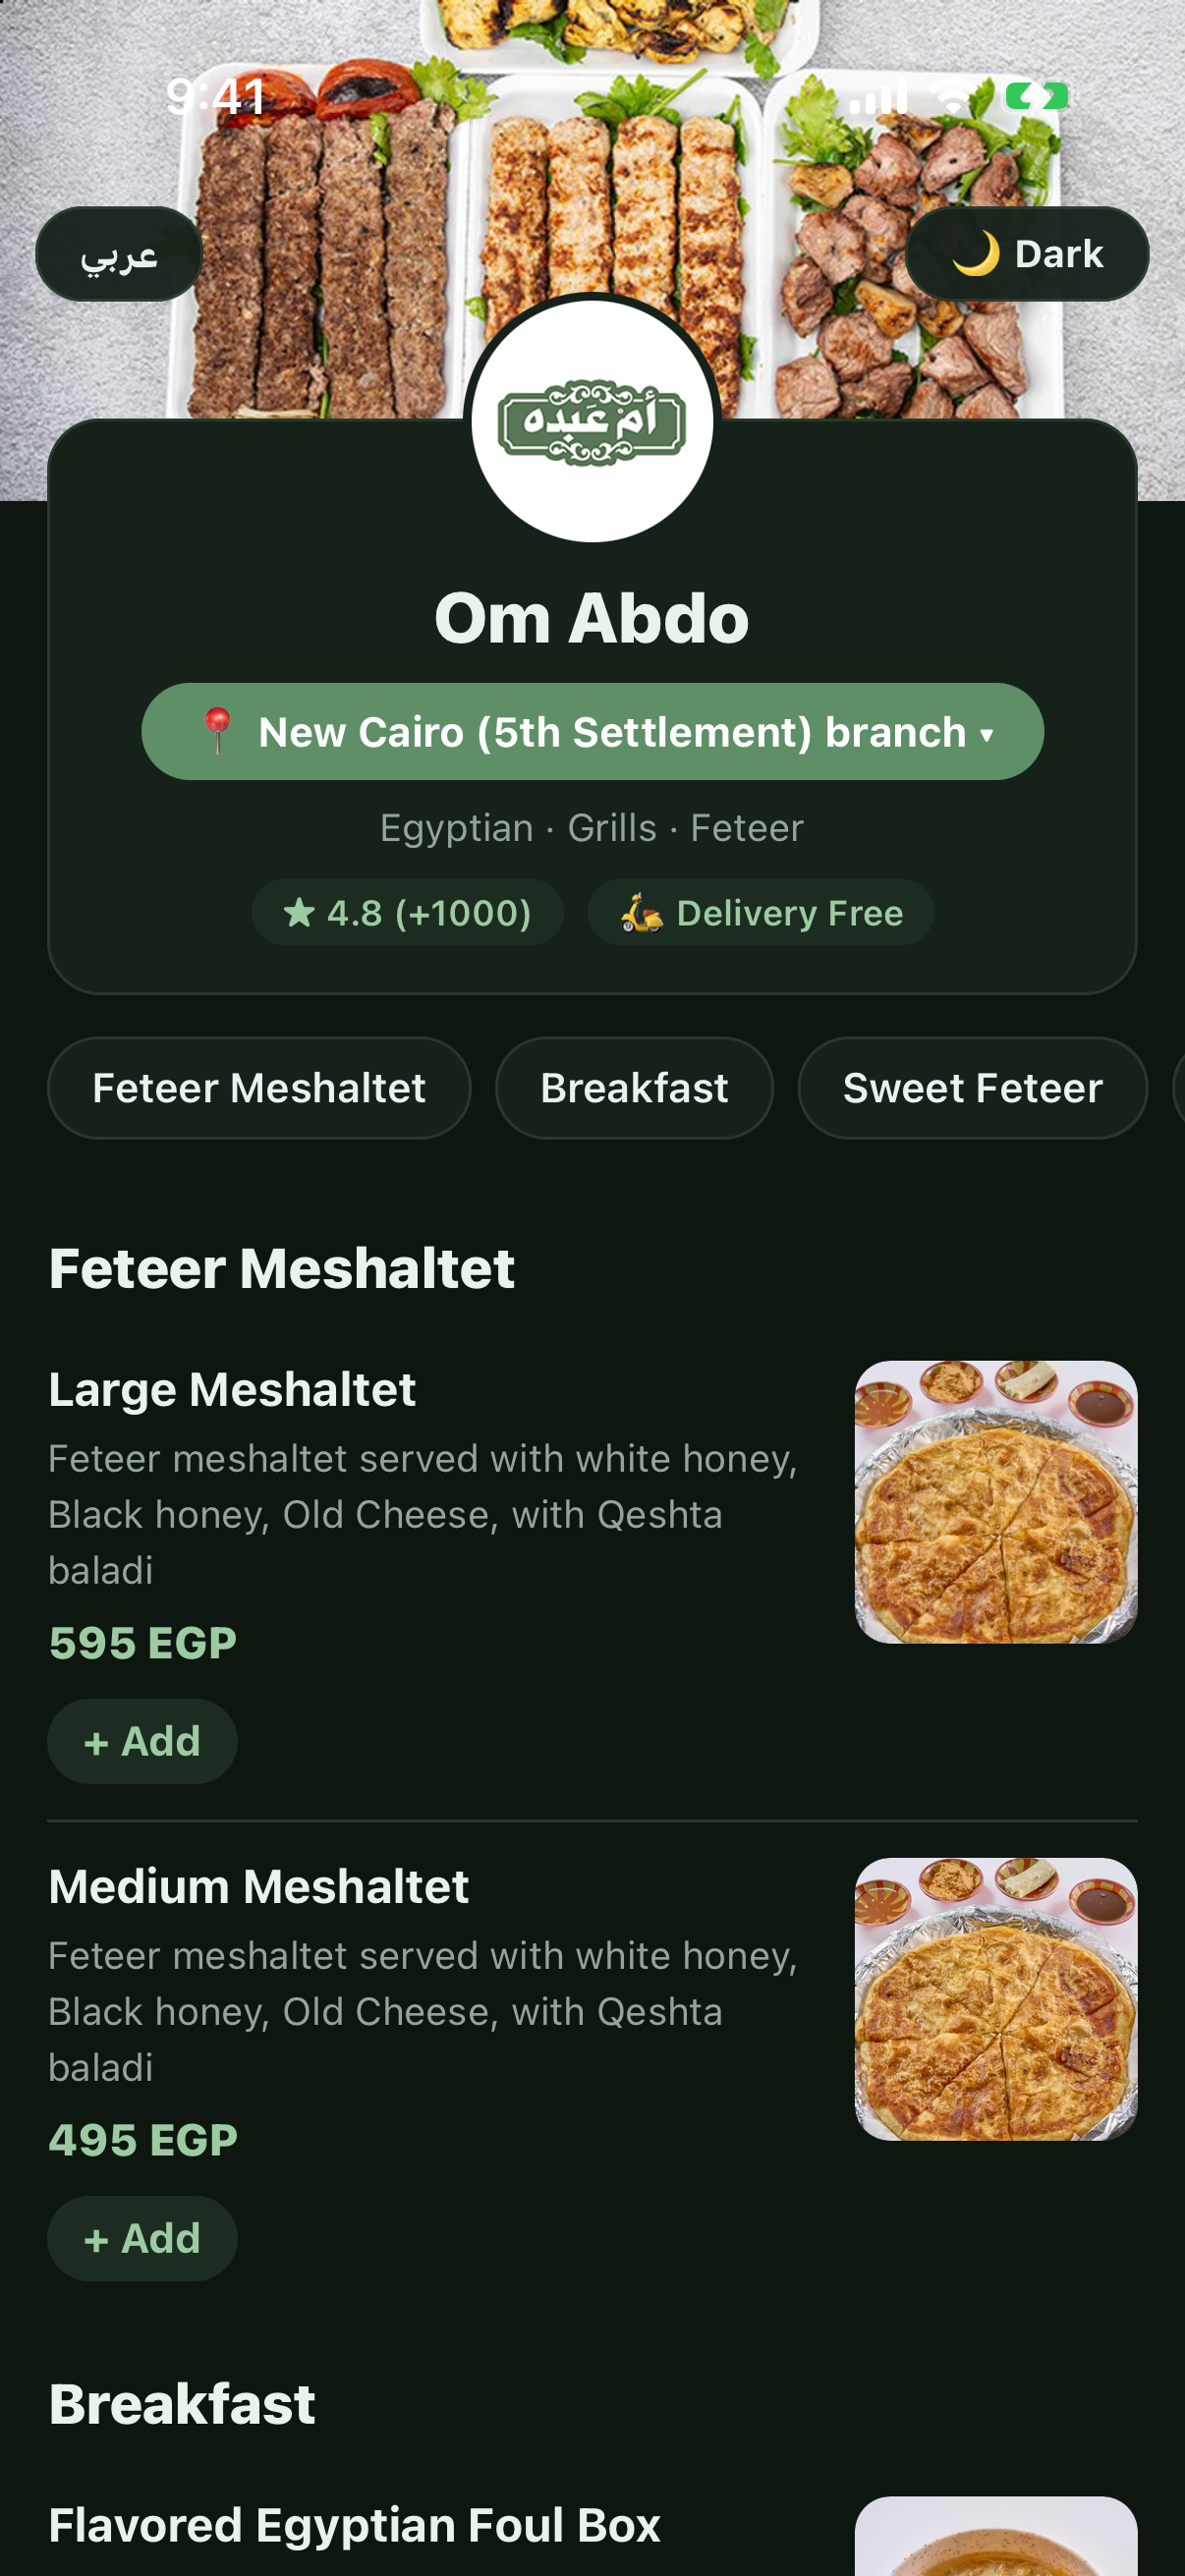 9:41
عربي
🌙 Dark
أم عبده
Om Abdo
📍 New Cairo (5th Settlement) branch ▾
Egyptian · Grills · Feteer
★ 4.8 (+1000)
🛵 Delivery Free
Feteer Meshaltet
Breakfast
Sweet Feteer
Feteer Meshaltet
Large Meshaltet
Feteer meshaltet served with white honey,
Black honey, Old Cheese, with Qeshta
baladi
595 EGP
+ Add
Medium Meshaltet
Feteer meshaltet served with white honey,
Black honey, Old Cheese, with Qeshta
baladi
495 EGP
+ Add
Breakfast
Flavored Egyptian Foul Box